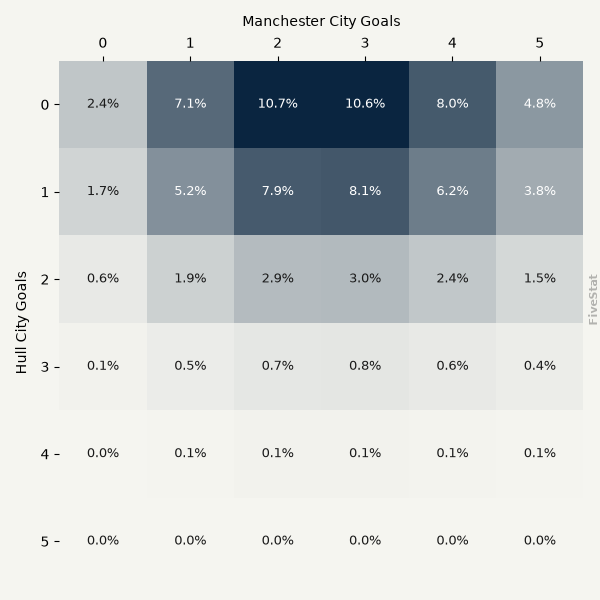 Manchester City Goals
0 1 2 3 4 5
0 2.4% 7.1% 10.7% 10.6% 8.0% 4.8%
1 1.7% 5.2% 7.9% 8.1% 6.2% 3.8%
2 0.6% 1.9% 2.9% 3.0% 2.4% 1.5%
3 0.1% 0.5% 0.7% 0.8% 0.6% 0.4%
4 0.0% 0.1% 0.1% 0.1% 0.1% 0.1%
5 0.0% 0.0% 0.0% 0.0% 0.0% 0.0%
Hull City Goals
FiveStat